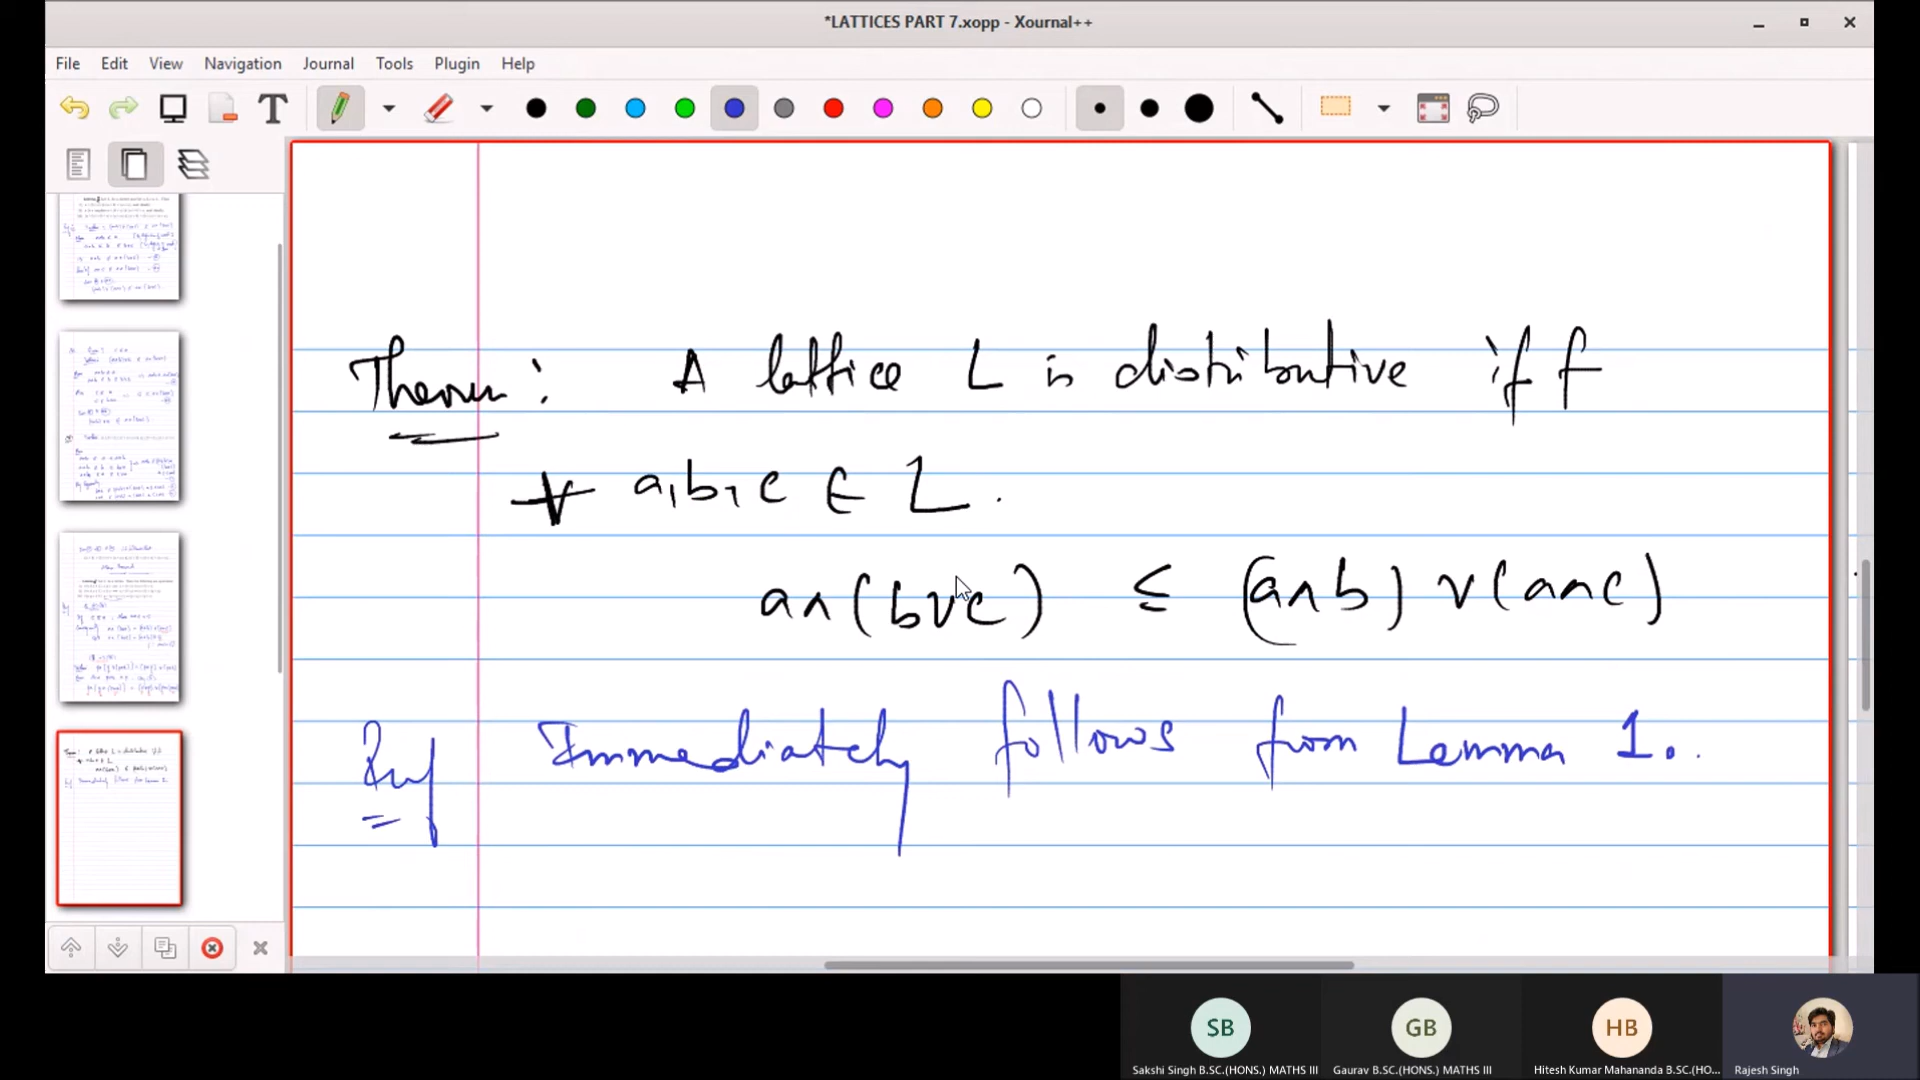 *LATTICES PART 7.xopp - Xournal++
File Edit View Navigation Journal Tools Plugin Help
Theorem : A lattice L is distributive iff
∀ a,b,c ∈ L.
a∧(b∨c) ≤ (a∧b) ∨ (a∧c)
Prf Immediately follows from Lemma 1.
SB GB HB
Sakshi Singh B.SC.(HONS.) MATHS III Gaurav B.SC.(HONS.) MATHS III Hitesh Kumar Mahananda B.SC.(HO... Rajesh Singh